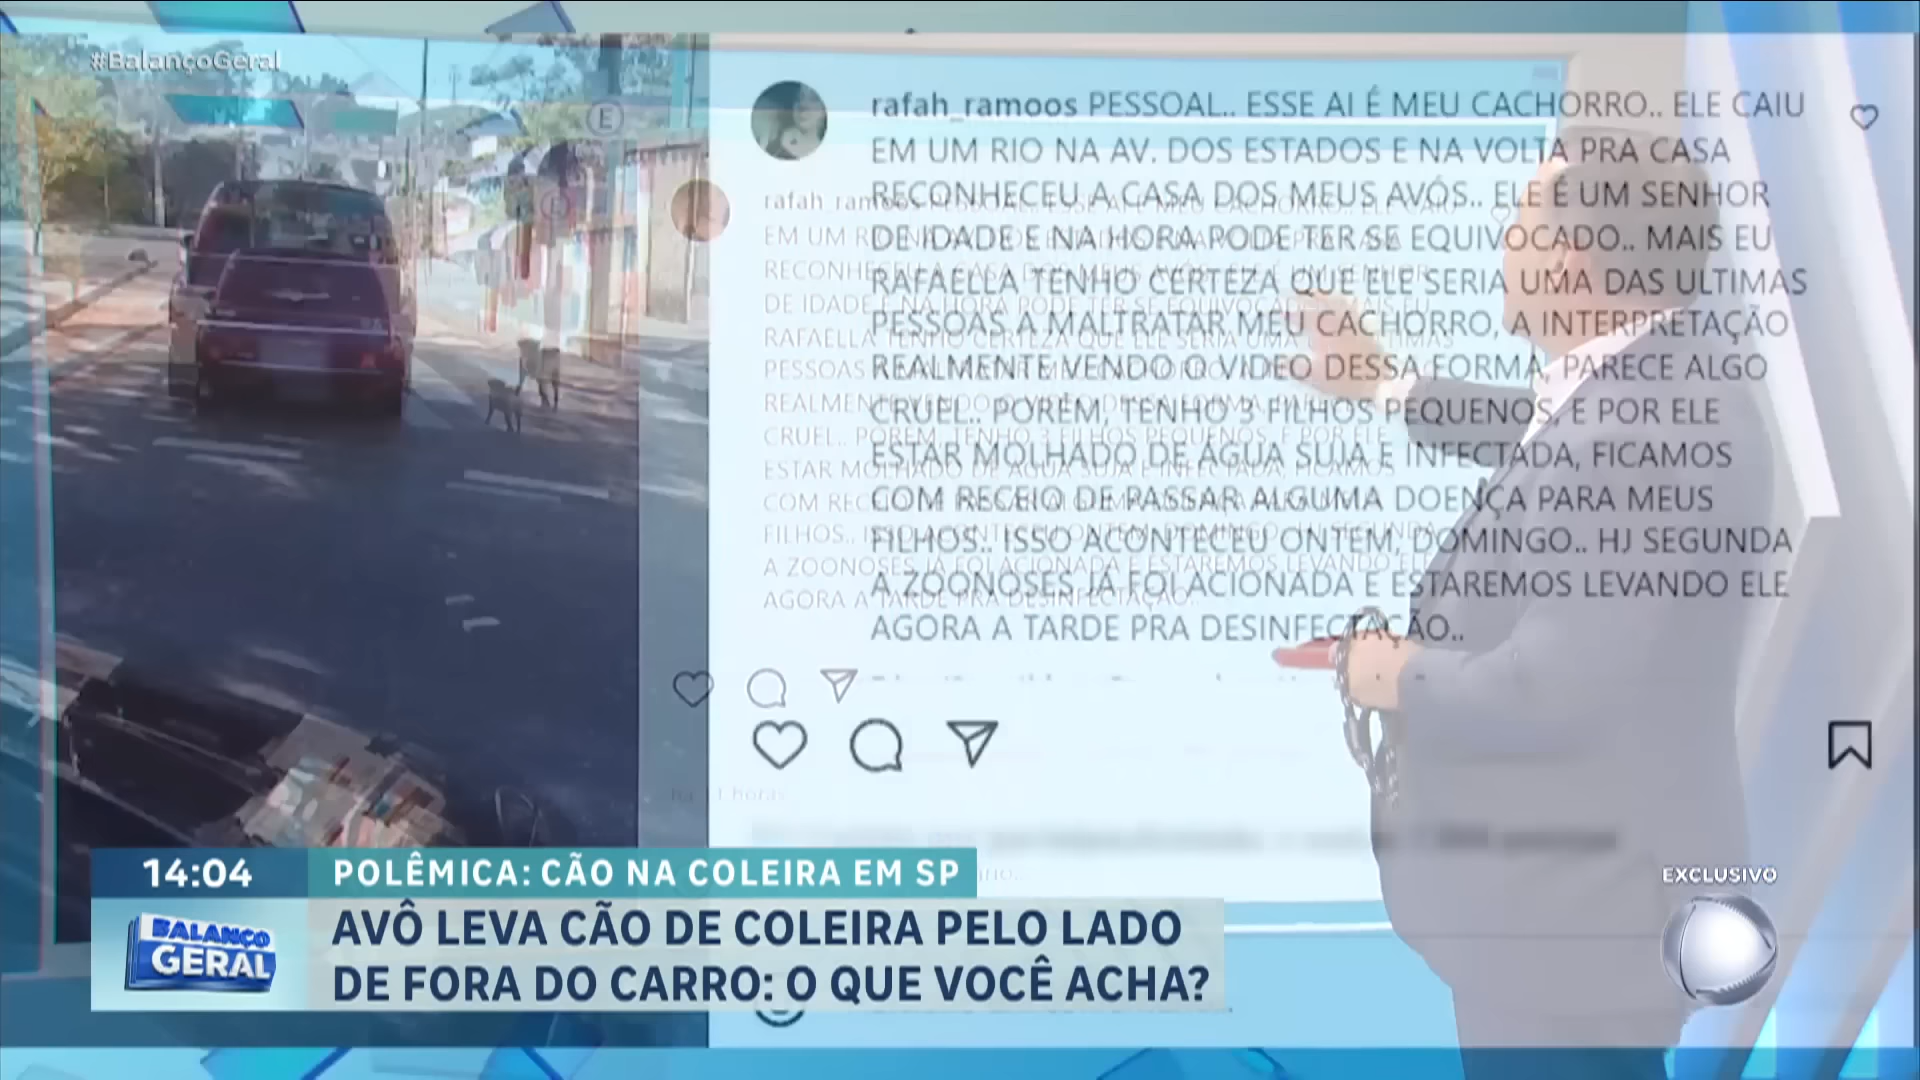 #BalançoGeral
rafah_ramoos PESSOAL.. ESSE AI É MEU CACHORRO.. ELE CAIU
EM UM RIO NA AV. DOS ESTADOS E NA VOLTA PRA CASA
RECONHECEU A CASA DOS MEUS AVÓS.. ELE É UM SENHOR
DE IDADE E NA HORA PODE TER SE EQUIVOCADO.. MAIS EU
RAFAELLA TENHO CERTEZA QUE ELE SERIA UMA DAS ULTIMAS
PESSOAS A MALTRATAR MEU CACHORRO, A INTERPRETAÇÃO
REALMENTE VENDO O VIDEO DESSA FORMA, PARECE ALGO
CRUEL.. PORÉM, TENHO 3 FILHOS PEQUENOS, E POR ELE
ESTAR MOLHADO DE ÁGUA SUJA E INFECTADA, FICAMOS
COM RECEIO DE PASSAR ALGUMA DOENÇA PARA MEUS
FILHOS.. ISSO ACONTECEU ONTEM, DOMINGO.. HJ SEGUNDA
A ZOONOSES JÁ FOI ACIONADA E ESTAREMOS LEVANDO ELE
AGORA A TARDE PRA DESINFECTAÇÃO..
há 11 horas
14:04 POLÊMICA: CÃO NA COLEIRA EM SP
BALANÇO
GERAL
AVÔ LEVA CÃO DE COLEIRA PELO LADO
DE FORA DO CARRO: O QUE VOCÊ ACHA?
EXCLUSIVO